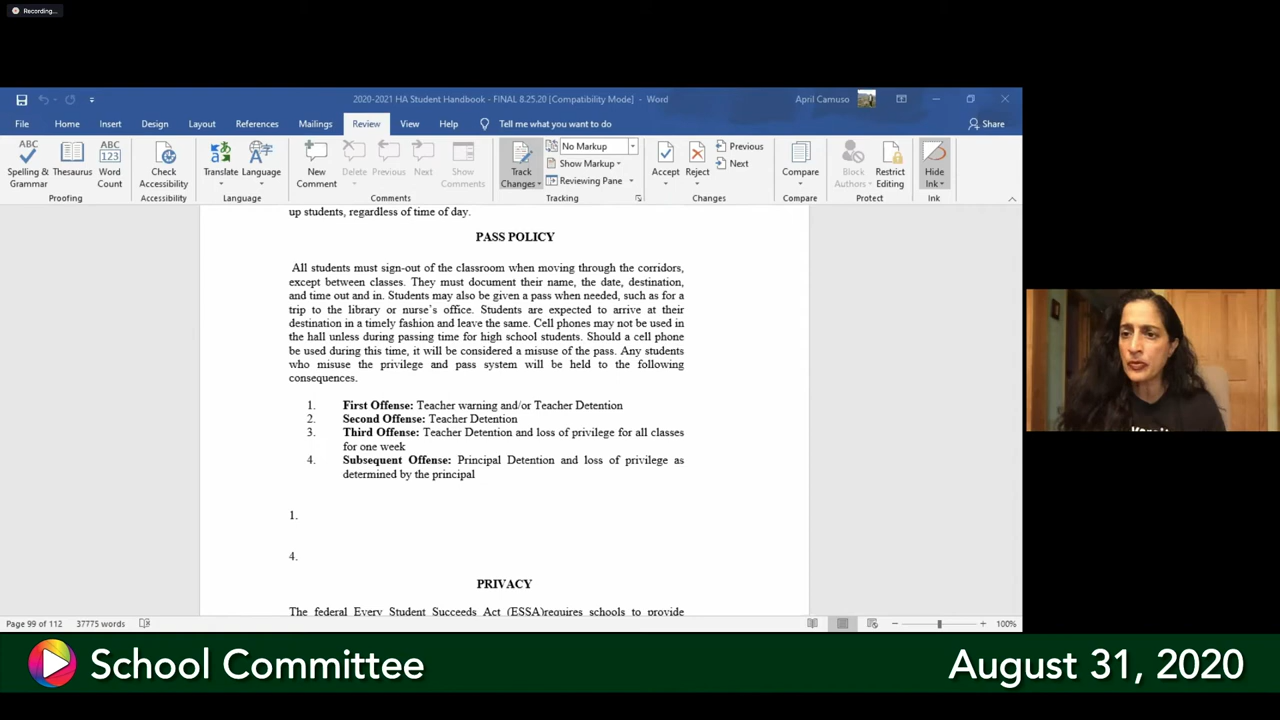 Recording...
2020-2021 HA Student Handbook - FINAL 8.25.20 [Compatibility Mode] - Word
April Camuso
File Home Insert Design Layout References Mailings Review View Help Tell me what you want to do Share
ABC
Spelling & Grammar
Thesaurus
ABC 123
Word Count
Check Accessibility
Translate
Language
New Comment
Delete
Previous
Next
Show Comments
Track Changes
No Markup
Show Markup
Reviewing Pane
Accept
Reject
Previous
Next
Compare
Block Authors
Restrict Editing
Hide Ink
Proofing Accessibility Language Comments Tracking Changes Compare Protect Ink
up students, regardless of time of day.
PASS POLICY
All students must sign-out of the classroom when moving through the corridors,
except between classes. They must document their name, the date, destination,
and time out and in. Students may also be given a pass when needed, such as for a
trip to the library or nurse's office. Students are expected to arrive at their
destination in a timely fashion and leave the same. Cell phones may not be used in
the hall unless during passing time for high school students. Should a cell phone
be used during this time, it will be considered a misuse of the pass. Any students
who misuse the privilege and pass system will be held to the following
consequences.
1. First Offense: Teacher warning and/or Teacher Detention
2. Second Offense: Teacher Detention
3. Third Offense: Teacher Detention and loss of privilege for all classes
for one week
4. Subsequent Offense: Principal Detention and loss of privilege as
determined by the principal
1.
4.
PRIVACY
The federal Every Student Succeeds Act (ESSA)requires schools to provide
Page 99 of 112 37775 words
100%
School Committee
August 31, 2020